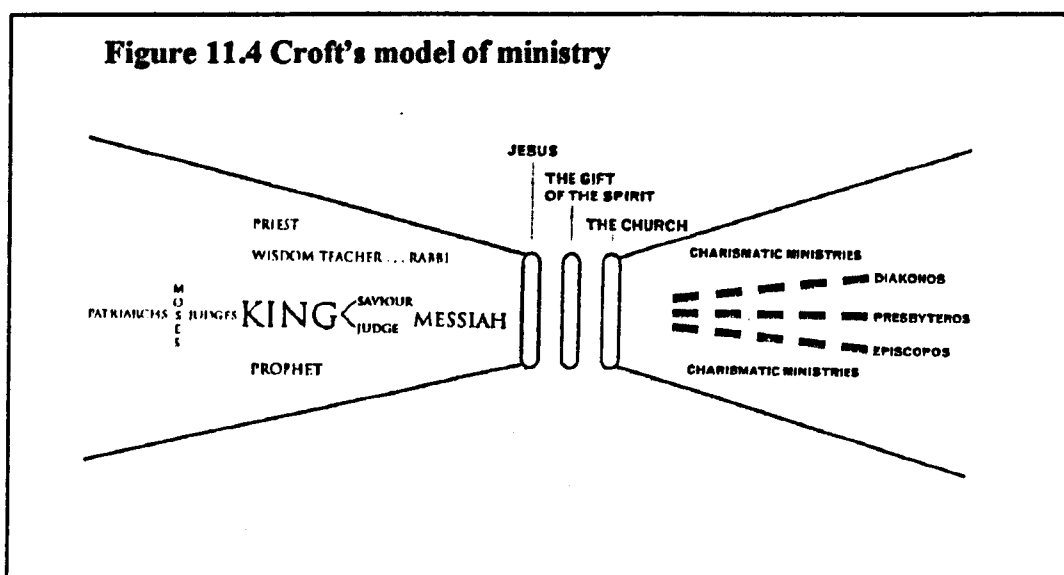 Figure 11.4 Croft's model of ministry
JESUS
THE GIFT
OF THE SPIRIT
THE CHURCH
PRIEST
WISDOM TEACHER ... RABBI
PATRIARCHS
MOSES
JUDGES
KING
SAVIOUR
JUDGE
MESSIAH
PROPHET
CHARISMATIC MINISTRIES
DIAKONOS
PRESBYTEROS
EPISCOPOS
CHARISMATIC MINISTRIES